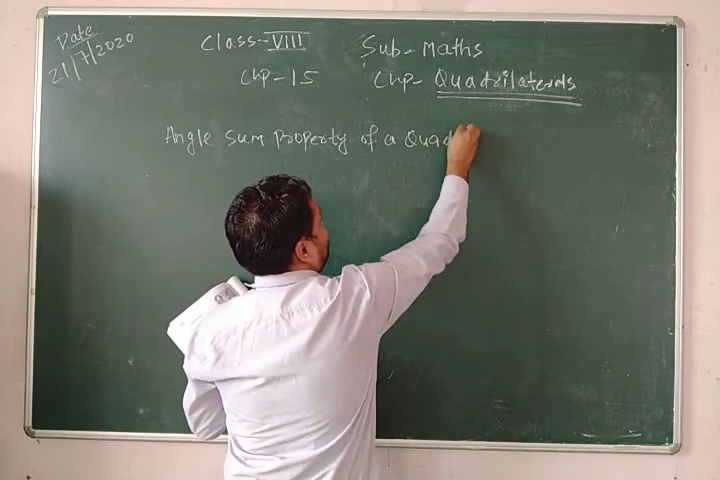 Date
21/7/2020
Class-VIII Sub- Maths
Chp-15 Chp- Quadrilaterals
Angle sum property of a Quad